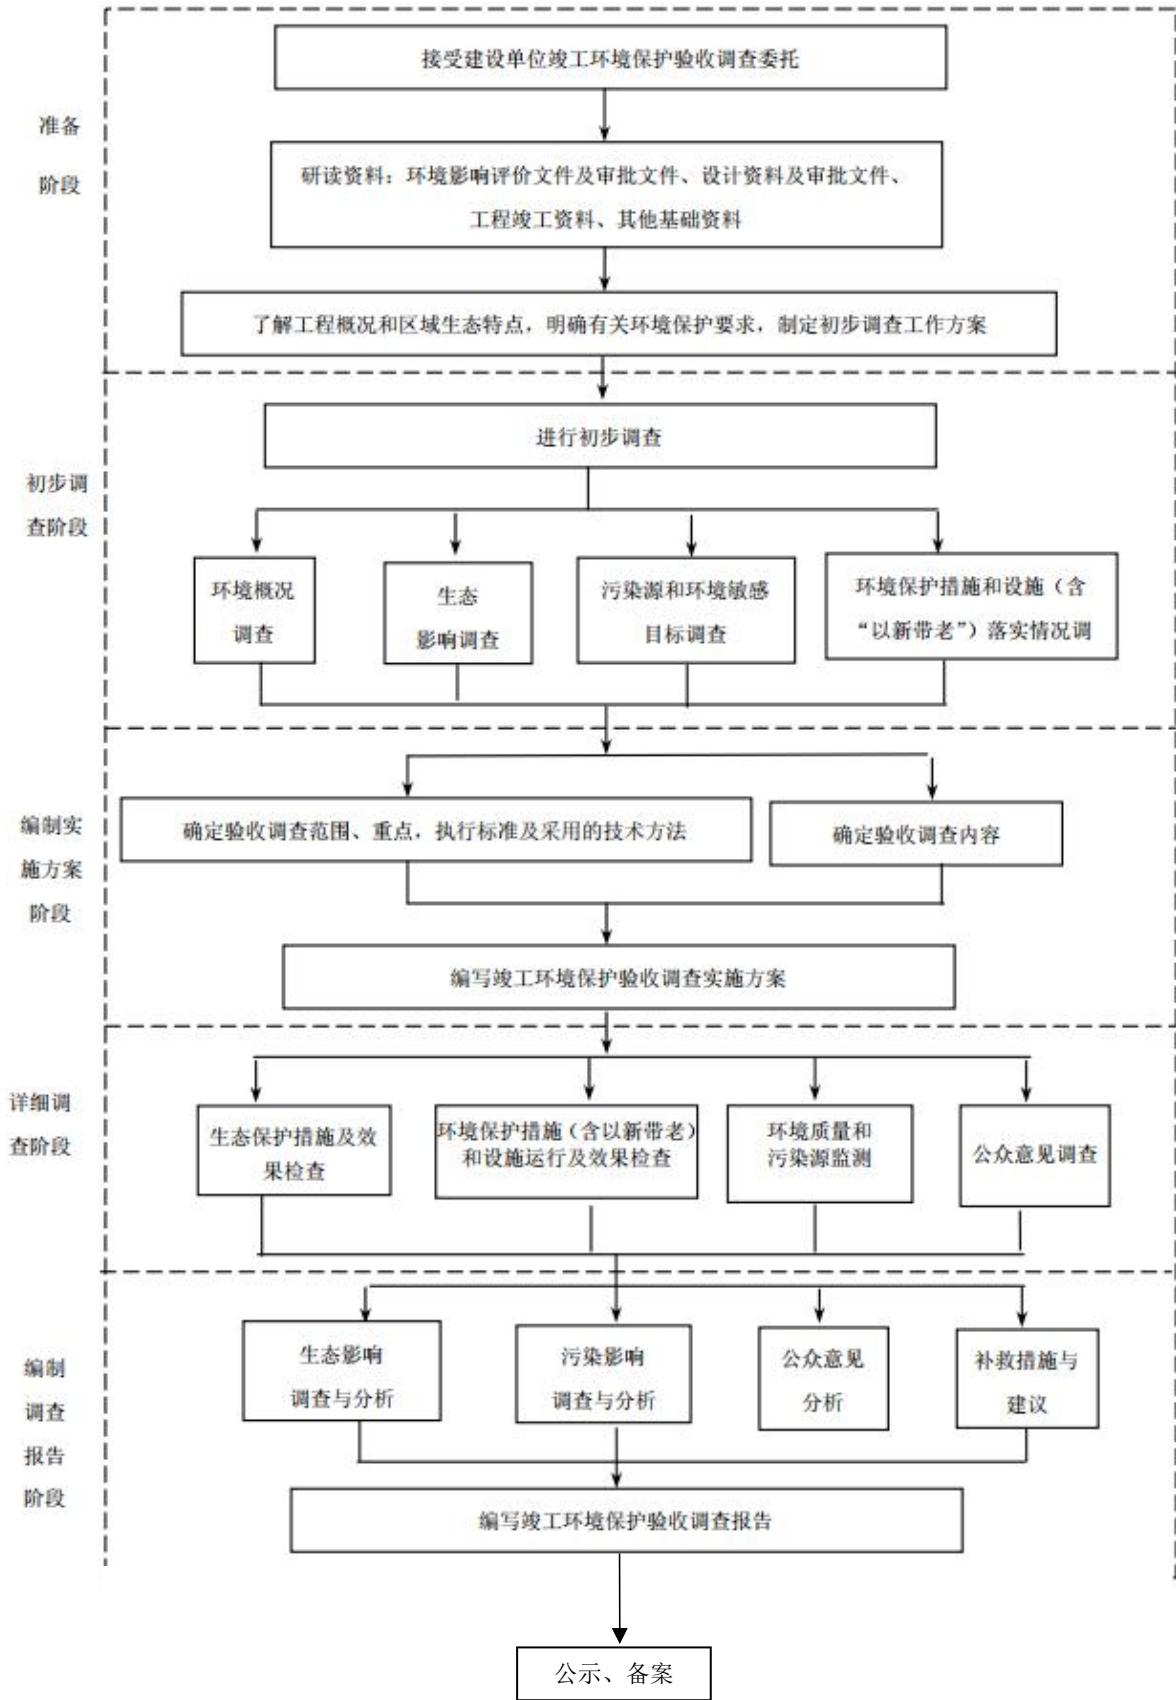 接受建设单位竣工环境保护验收调查委托
准备
阶段
研读资料：环境影响评价文件及审批文件、设计资料及审批文件、
工程竣工资料、其他基础资料
了解工程概况和区域生态特点，明确有关环境保护要求，制定初步调查工作方案
进行初步调查
初步调
查阶段
环境概况
调查
生态
影响调查
污染源和环境敏感
目标调查
环境保护措施和设施（含
“以新带老”）落实情况调
编制实
施方案
阶段
确定验收调查范围、重点，执行标准及采用的技术方法
确定验收调查内容
编写竣工环境保护验收调查实施方案
详细调
查阶段
生态保护措施及效
果检查
环境保护措施（含以新带老）
和设施运行及效果检查
环境质量和
污染源监测
公众意见调查
编制
调查
报告
阶段
生态影响
调查与分析
污染影响
调查与分析
公众意见
分析
补救措施与
建议
编写竣工环境保护验收调查报告
公示、备案